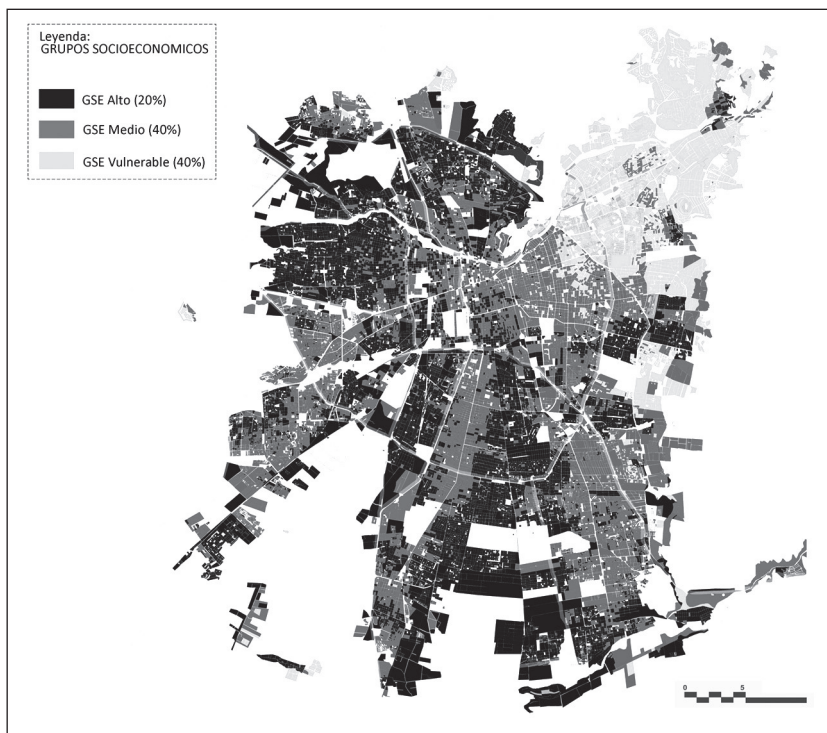 Leyenda:
GRUPOS SOCIOECONOMICOS
GSE Alto (20%)
GSE Medio (40%)
GSE Vulnerable (40%)
0 5